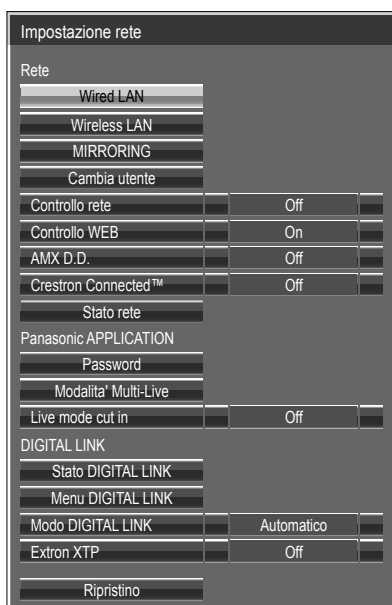 Impostazione rete
Rete
Wired LAN
Wireless LAN
MIRRORING
Cambia utente
Controllo rete Off
Controllo WEB On
AMX D.D. Off
Crestron Connected™ Off
Stato rete
Panasonic APPLICATION
Password
Modalita' Multi-Live
Live mode cut in Off
DIGITAL LINK
Stato DIGITAL LINK
Menu DIGITAL LINK
Modo DIGITAL LINK Automatico
Extron XTP Off
Ripristino